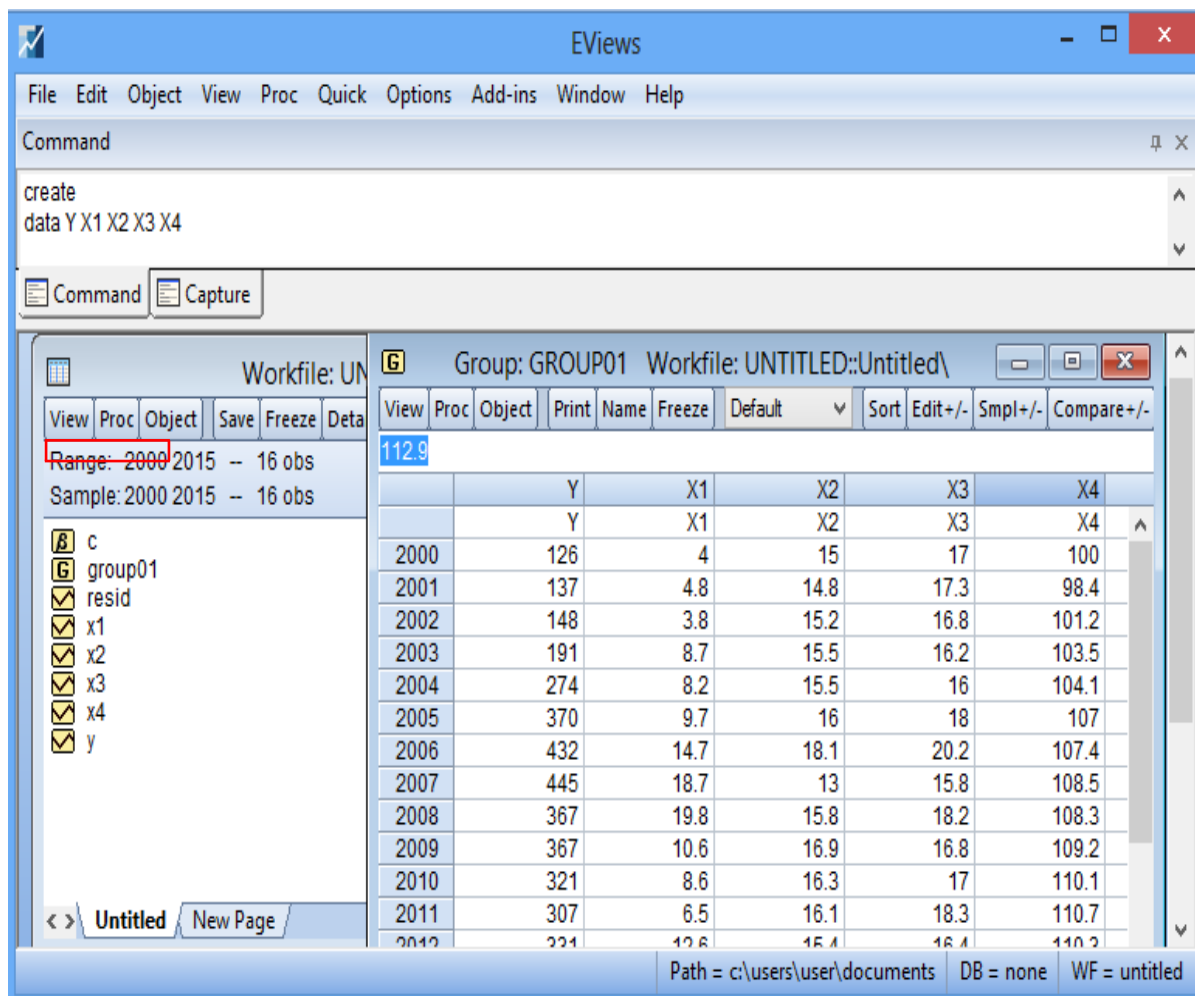 EViews
File Edit Object View Proc Quick Options Add-ins Window Help
Command
create
data Y X1 X2 X3 X4
Command Capture
Workfile: UN
View Proc Object Save Freeze Deta
Range: 2000 2015 -- 16 obs
Sample: 2000 2015 -- 16 obs
c
group01
resid
x1
x2
x3
x4
y
Untitled New Page
G Group: GROUP01 Workfile: UNTITLED::Untitled\
View Proc Object Print Name Freeze Default Sort Edit+/- Smpl+/- Compare+/-
112.9
Y X1 X2 X3 X4
Y X1 X2 X3 X4
2000 126 4 15 17 100
2001 137 4.8 14.8 17.3 98.4
2002 148 3.8 15.2 16.8 101.2
2003 191 8.7 15.5 16.2 103.5
2004 274 8.2 15.5 16 104.1
2005 370 9.7 16 18 107
2006 432 14.7 18.1 20.2 107.4
2007 445 18.7 13 15.8 108.5
2008 367 19.8 15.8 18.2 108.3
2009 367 10.6 16.9 16.8 109.2
2010 321 8.6 16.3 17 110.1
2011 307 6.5 16.1 18.3 110.7
2012 331 12.6 15.4 16.4 110.3
Path = c:\users\user\documents DB = none WF = untitled